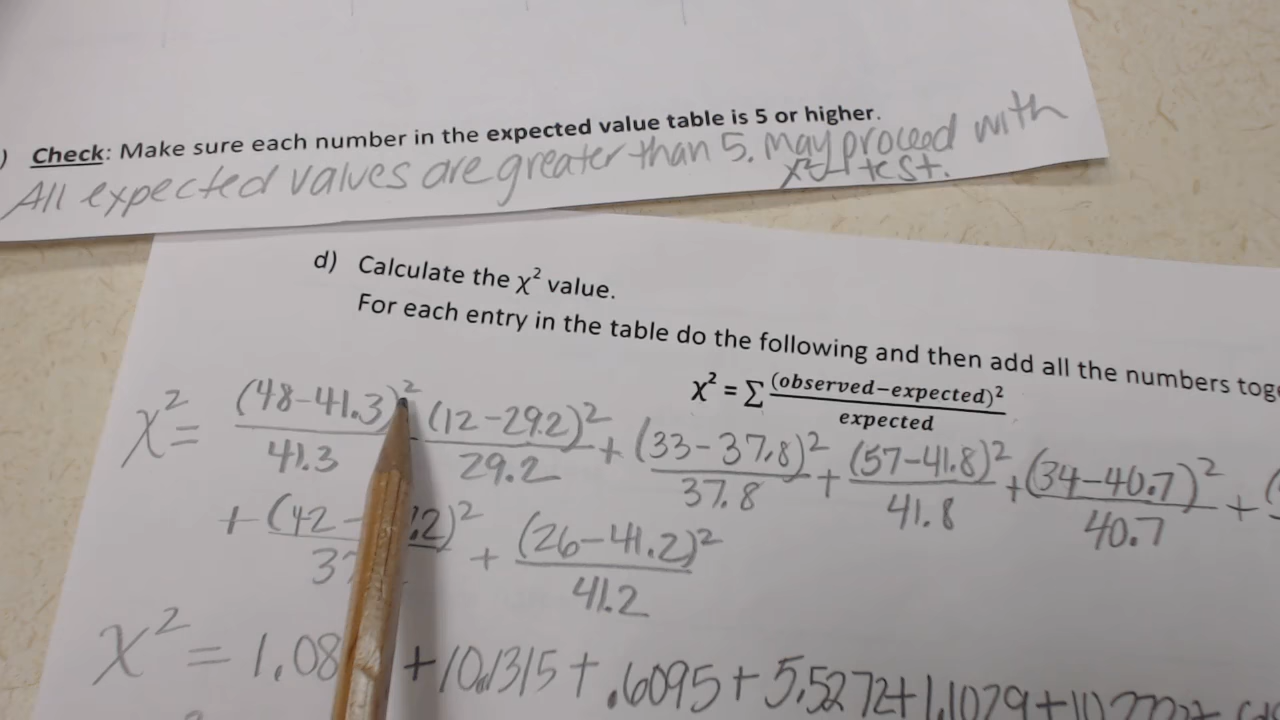 ) Check: Make sure each number in the expected value table is 5 or higher.
All expected values are greater than 5. May proceed with
χ² test.
d) Calculate the χ² value.
For each entry in the table do the following and then add all the numbers tog
χ² = Σ (observed−expected)² / expected
χ² = (48−41.3)² / 41.3 (12−29.2)² / 29.2 + (33−37.8)² / 37.8 + (57−41.8)² / 41.8 + (34−40.7)² / 40.7 + (
+ (42− .2)² / 37 + (26−41.2)² / 41.2
χ² = 1.08 + 10.1315 + .6095 + 5.5272 + 1.1029 +